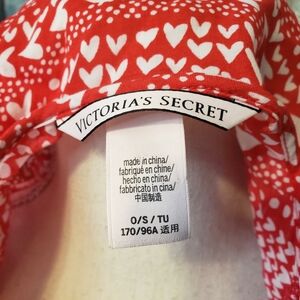 VICTORIA'S SECRET
made in china/
fabriqué en chine/
hecho en china/
fabbricato in cina/
中国制造
O/S / TU
170/96A 适用